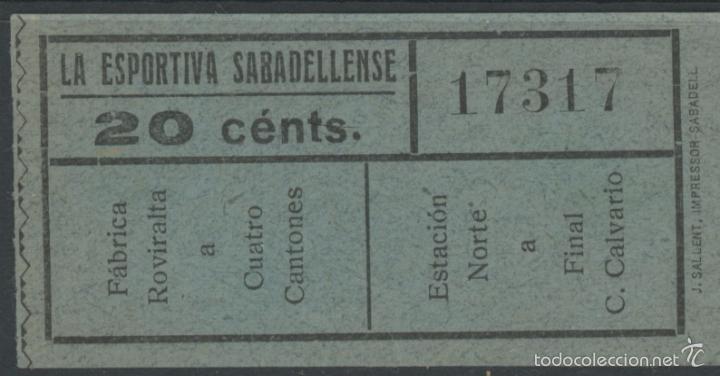 LA ESPORTIVA SABADELLENSE
20 cénts.
17317
Fábrica
Roviralta
a
Cuatro
Cantones
Estación
Norte
a
Final
C. Calvario
J. SALLENT, IMPRESSOR-SABADELL
todocoleccion.net